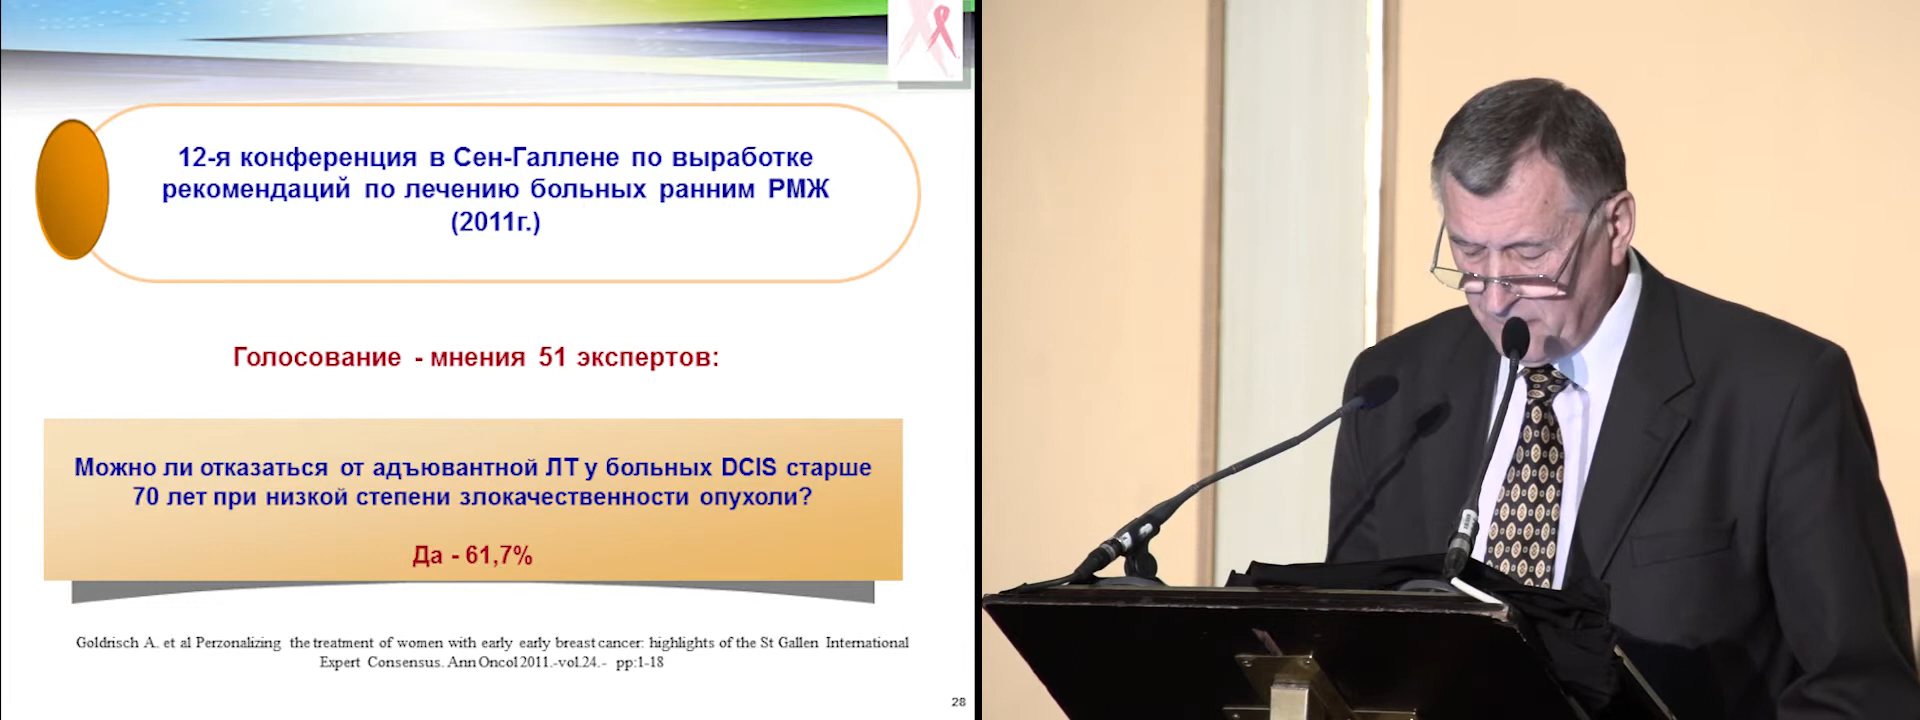 12-я конференция в Сен-Галлене по выработке
рекомендаций по лечению больных ранним РМЖ
(2011г.)
Голосование - мнения 51 экспертов:
Можно ли отказаться от адъювантной ЛТ у больных DCIS старше
70 лет при низкой степени злокачественности опухоли?
Да - 61,7%
Goldrisch A. et al Perzonalizing the treatment of women with early early breast cancer: highlights of the St Gallen International
Expert Consensus. Ann Oncol 2011.-vol.24.- pp:1-18
28